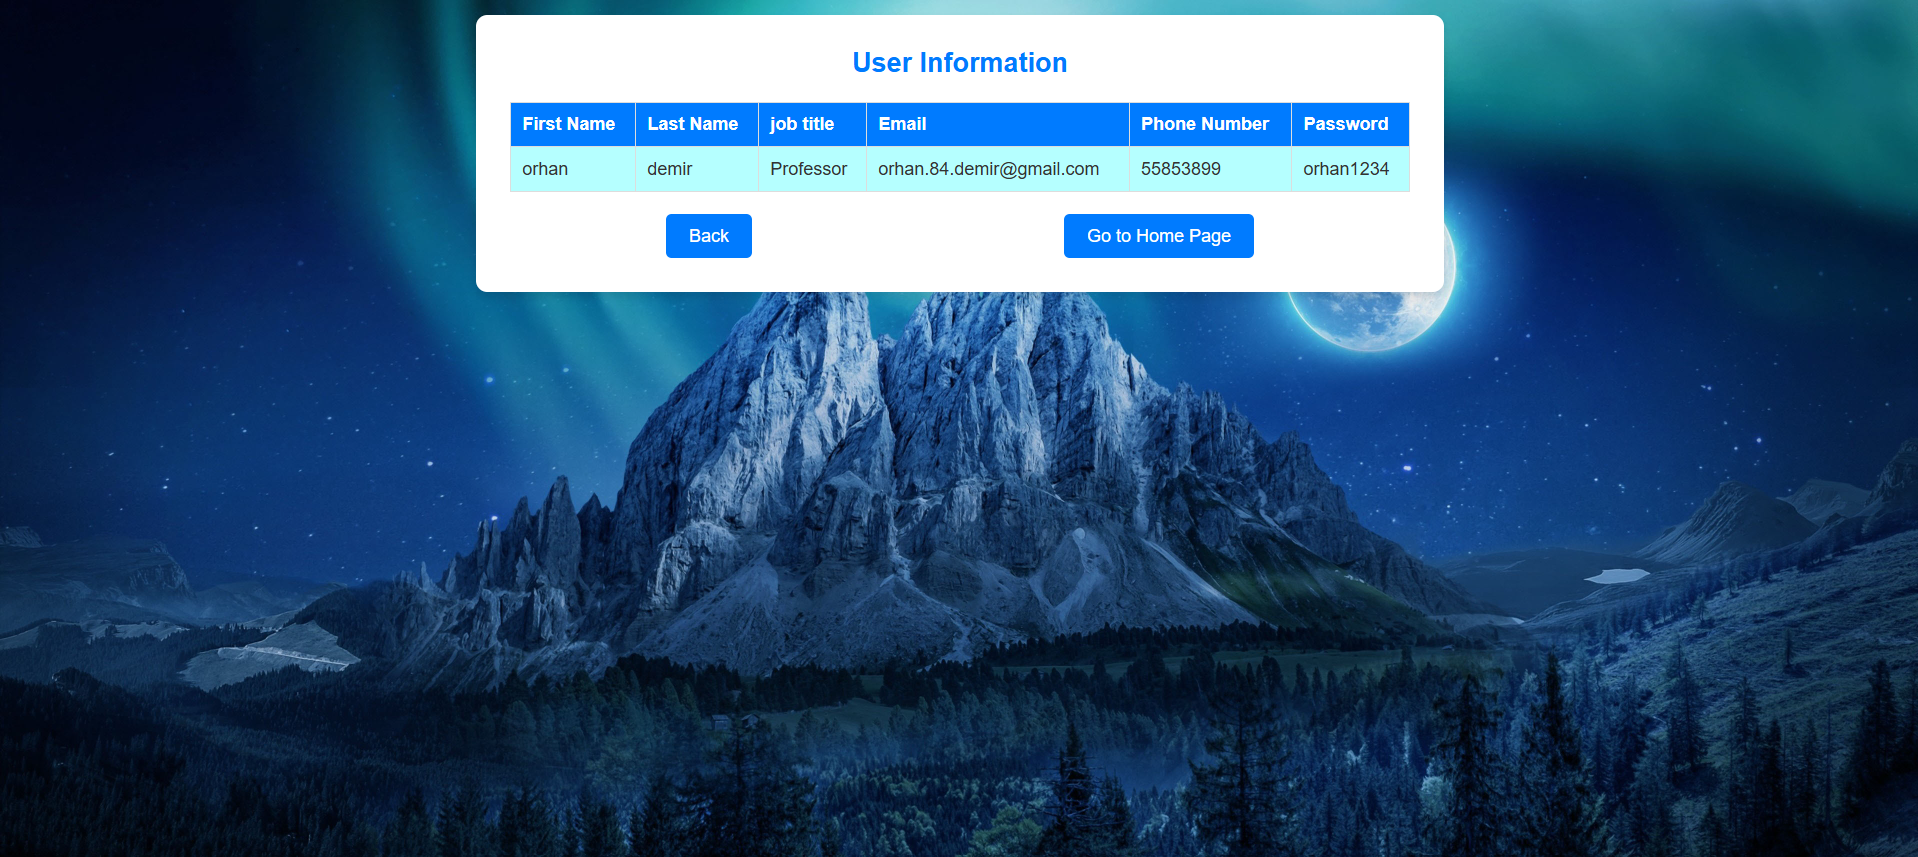 User Information
First Name Last Name job title Email Phone Number Password
orhan demir Professor orhan.84.demir@gmail.com 55853899 orhan1234
Back Go to Home Page